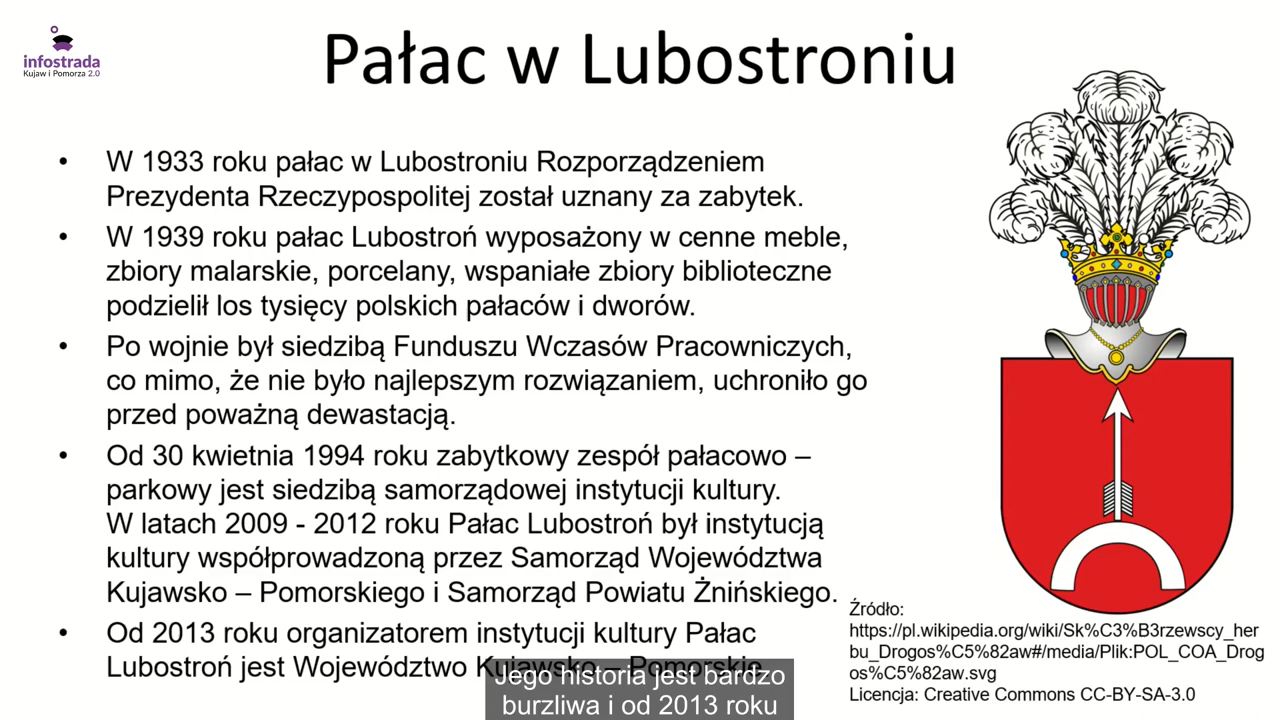 infostrada
Kujaw i Pomorza 2.0
Pałac w Lubostroniu
• W 1933 roku pałac w Lubostroniu Rozporządzeniem
Prezydenta Rzeczypospolitej został uznany za zabytek.
• W 1939 roku pałac Lubostroń wyposażony w cenne meble,
zbiory malarskie, porcelany, wspaniałe zbiory biblioteczne
podzielił los tysięcy polskich pałaców i dworów.
• Po wojnie był siedzibą Funduszu Wczasów Pracowniczych,
co mimo, że nie było najlepszym rozwiązaniem, uchroniło go
przed poważną dewastacją.
• Od 30 kwietnia 1994 roku zabytkowy zespół pałacowo –
parkowy jest siedzibą samorządowej instytucji kultury.
W latach 2009 - 2012 roku Pałac Lubostroń był instytucją
kultury współprowadzoną przez Samorząd Województwa
Kujawsko – Pomorskiego i Samorząd Powiatu Żnińskiego.
• Od 2013 roku organizatorem instytucji kultury Pałac
Lubostroń jest Województwo Kujawsko – Pomorskie.
Źródło:
https://pl.wikipedia.org/wiki/Sk%C3%B3rzewscy_her
bu_Drogos%C5%82aw#/media/Plik:POL_COA_Drog
os%C5%82aw.svg
Licencja: Creative Commons CC-BY-SA-3.0
Jego historia jest bardzo
burzliwa i od 2013 roku